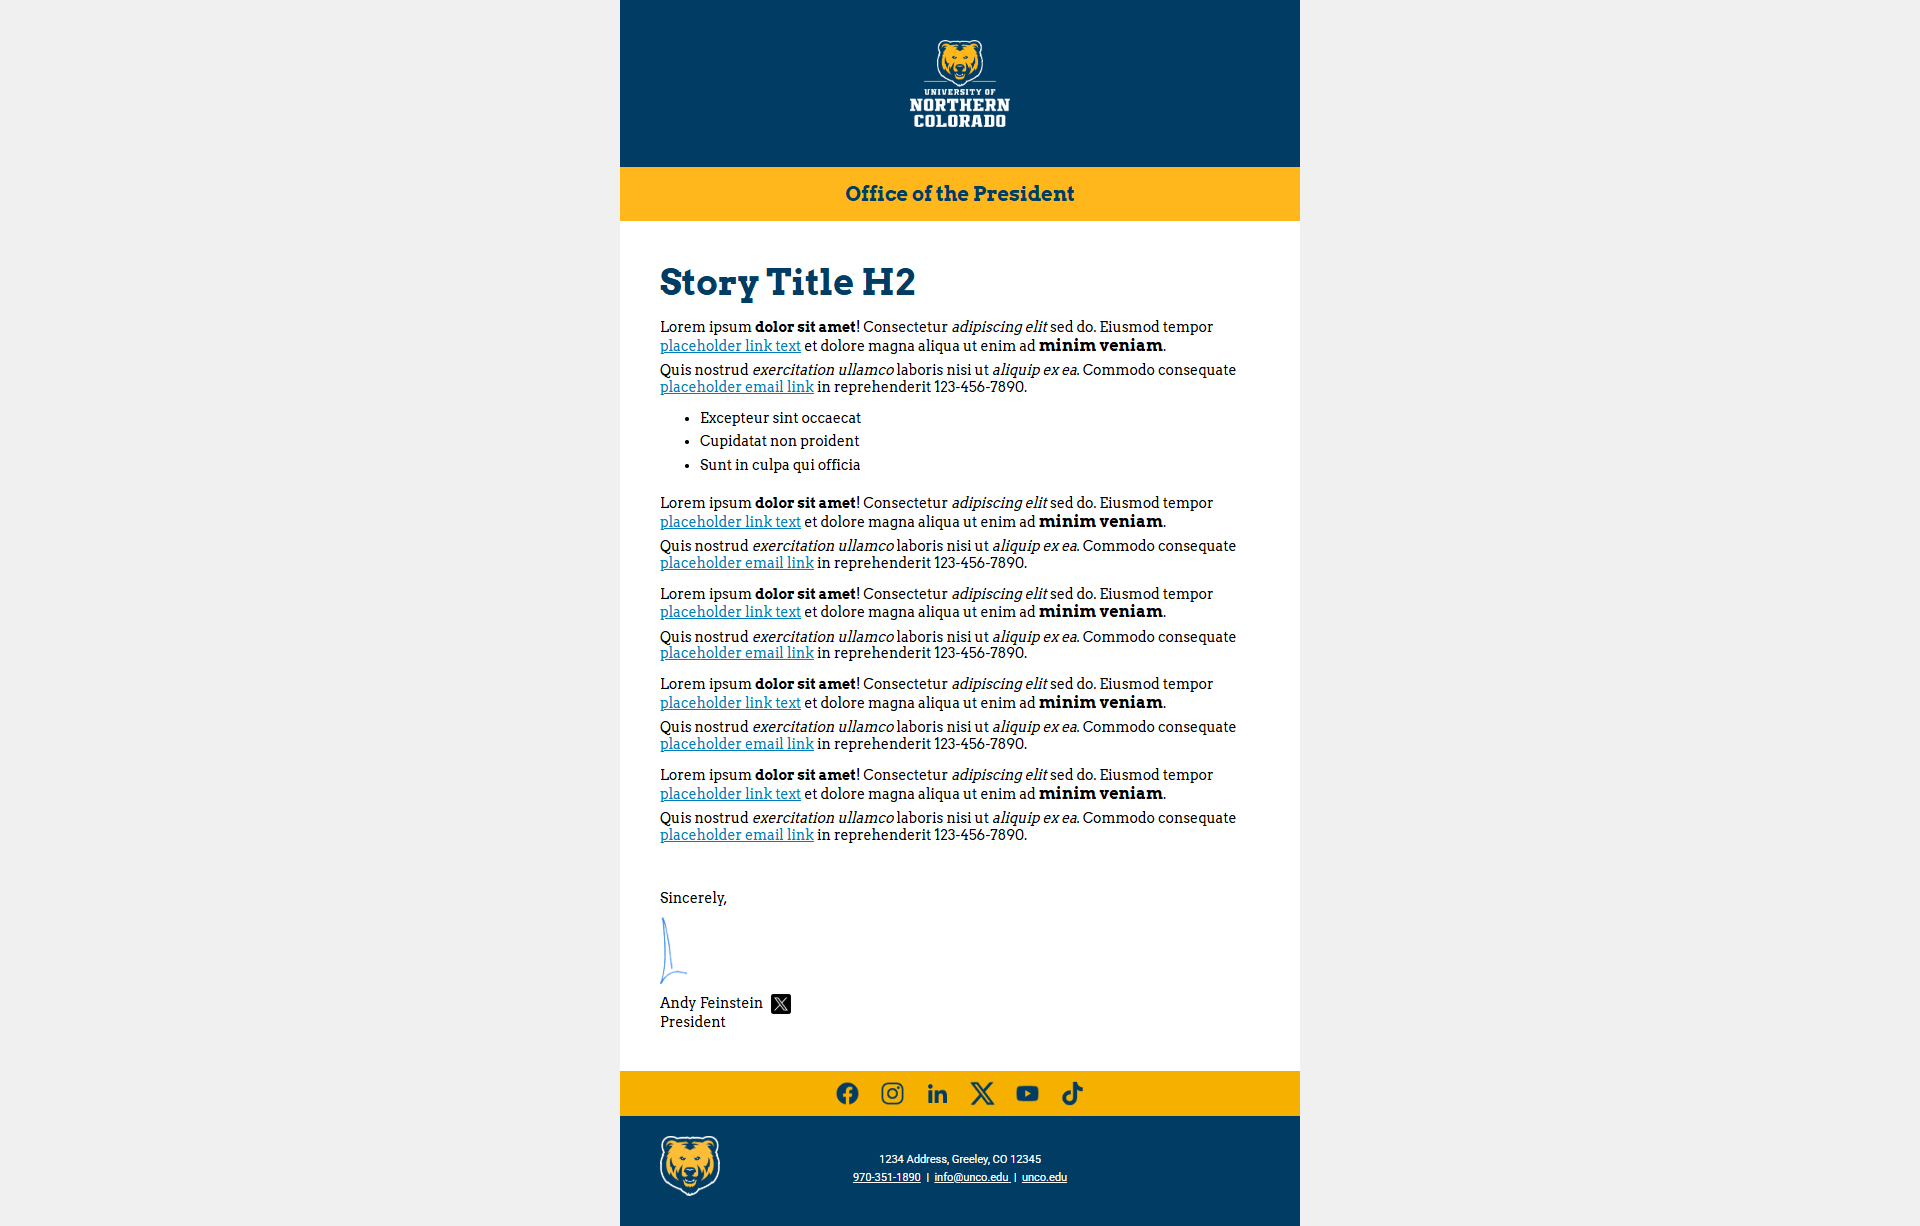 UNIVERSITY OF
NORTHERN
COLORADO
Office of the President
Story Title H2
Lorem ipsum dolor sit amet! Consectetur adipiscing elit sed do. Eiusmod tempor
placeholder link text et dolore magna aliqua ut enim ad minim veniam.
Quis nostrud exercitation ullamco laboris nisi ut aliquip ex ea. Commodo consequate
placeholder email link in reprehenderit 123-456-7890.
• Excepteur sint occaecat
• Cupidatat non proident
• Sunt in culpa qui officia
Lorem ipsum dolor sit amet! Consectetur adipiscing elit sed do. Eiusmod tempor
placeholder link text et dolore magna aliqua ut enim ad minim veniam.
Quis nostrud exercitation ullamco laboris nisi ut aliquip ex ea. Commodo consequate
placeholder email link in reprehenderit 123-456-7890.
Lorem ipsum dolor sit amet! Consectetur adipiscing elit sed do. Eiusmod tempor
placeholder link text et dolore magna aliqua ut enim ad minim veniam.
Quis nostrud exercitation ullamco laboris nisi ut aliquip ex ea. Commodo consequate
placeholder email link in reprehenderit 123-456-7890.
Lorem ipsum dolor sit amet! Consectetur adipiscing elit sed do. Eiusmod tempor
placeholder link text et dolore magna aliqua ut enim ad minim veniam.
Quis nostrud exercitation ullamco laboris nisi ut aliquip ex ea. Commodo consequate
placeholder email link in reprehenderit 123-456-7890.
Lorem ipsum dolor sit amet! Consectetur adipiscing elit sed do. Eiusmod tempor
placeholder link text et dolore magna aliqua ut enim ad minim veniam.
Quis nostrud exercitation ullamco laboris nisi ut aliquip ex ea. Commodo consequate
placeholder email link in reprehenderit 123-456-7890.
Sincerely,
Andy Feinstein
President
1234 Address, Greeley, CO 12345
970-351-1890 | info@unco.edu | unco.edu